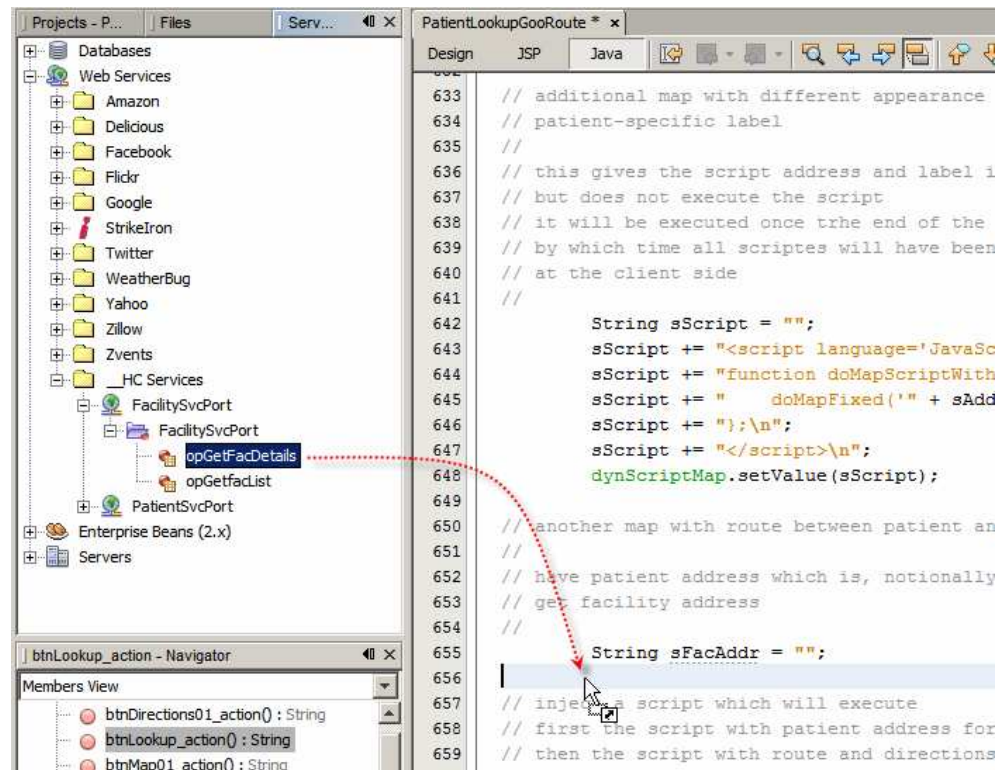 Projects - P...
Files
Serv...
Databases
Web Services
Amazon
Delicious
Facebook
Flickr
Google
StrikeIron
Twitter
WeatherBug
Yahoo
Zillow
Zvents
__HC Services
FacilitySvcPort
FacilitySvcPort
opGetFacDetails
opGetfacList
PatientSvcPort
Enterprise Beans (2.x)
Servers
btnLookup_action - Navigator
Members View
btnDirections01_action() : String
btnLookup_action() : String
btnMap01_action() : String
PatientLookupGooRoute * x
Design JSP Java
633 // additional map with different appearance
634 // patient-specific label
635 //
636 // this gives the script address and label i
637 // but does not execute the script
638 // it will be executed once trhe end of the
639 // by which time all scriptes will have been
640 // at the client side
641 //
642 String sScript = "";
643 sScript += "<script language='JavaSc
644 sScript += "function doMapScriptWith
645 sScript += "    doMapFixed('" + sAdd
646 sScript += "};\n";
647 sScript += "</script>\n";
648 dynScriptMap.setValue(sScript);
649
650 // another map with route between patient an
651 //
652 // have patient address which is, notionally
653 // get facility address
654 //
655 String sFacAddr = "";
656
657 // inject a script which will execute
658 // first the script with patient address for
659 // then the script with route and directions